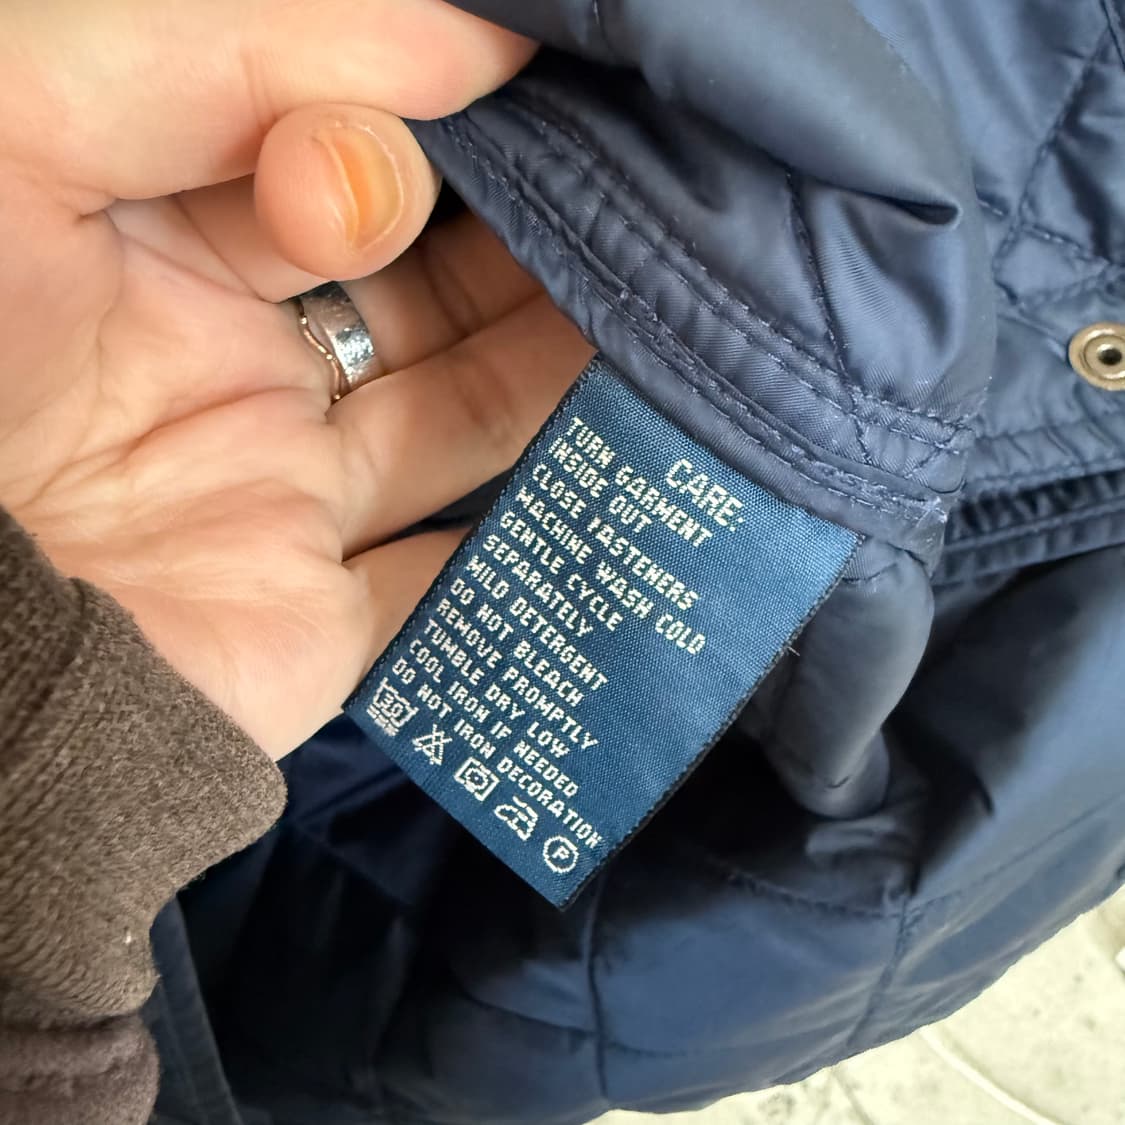 CARE:
TURN GARMENT
INSIDE OUT
CLOSE FASTENERS
MACHINE WASH COLD
GENTLE CYCLE
SEPARATELY
MILD DETERGENT
DO NOT BLEACH
REMOVE PROMPTLY
TUMBLE DRY LOW
COOL IRON IF NEEDED
DO NOT IRON DECORATION
30
P